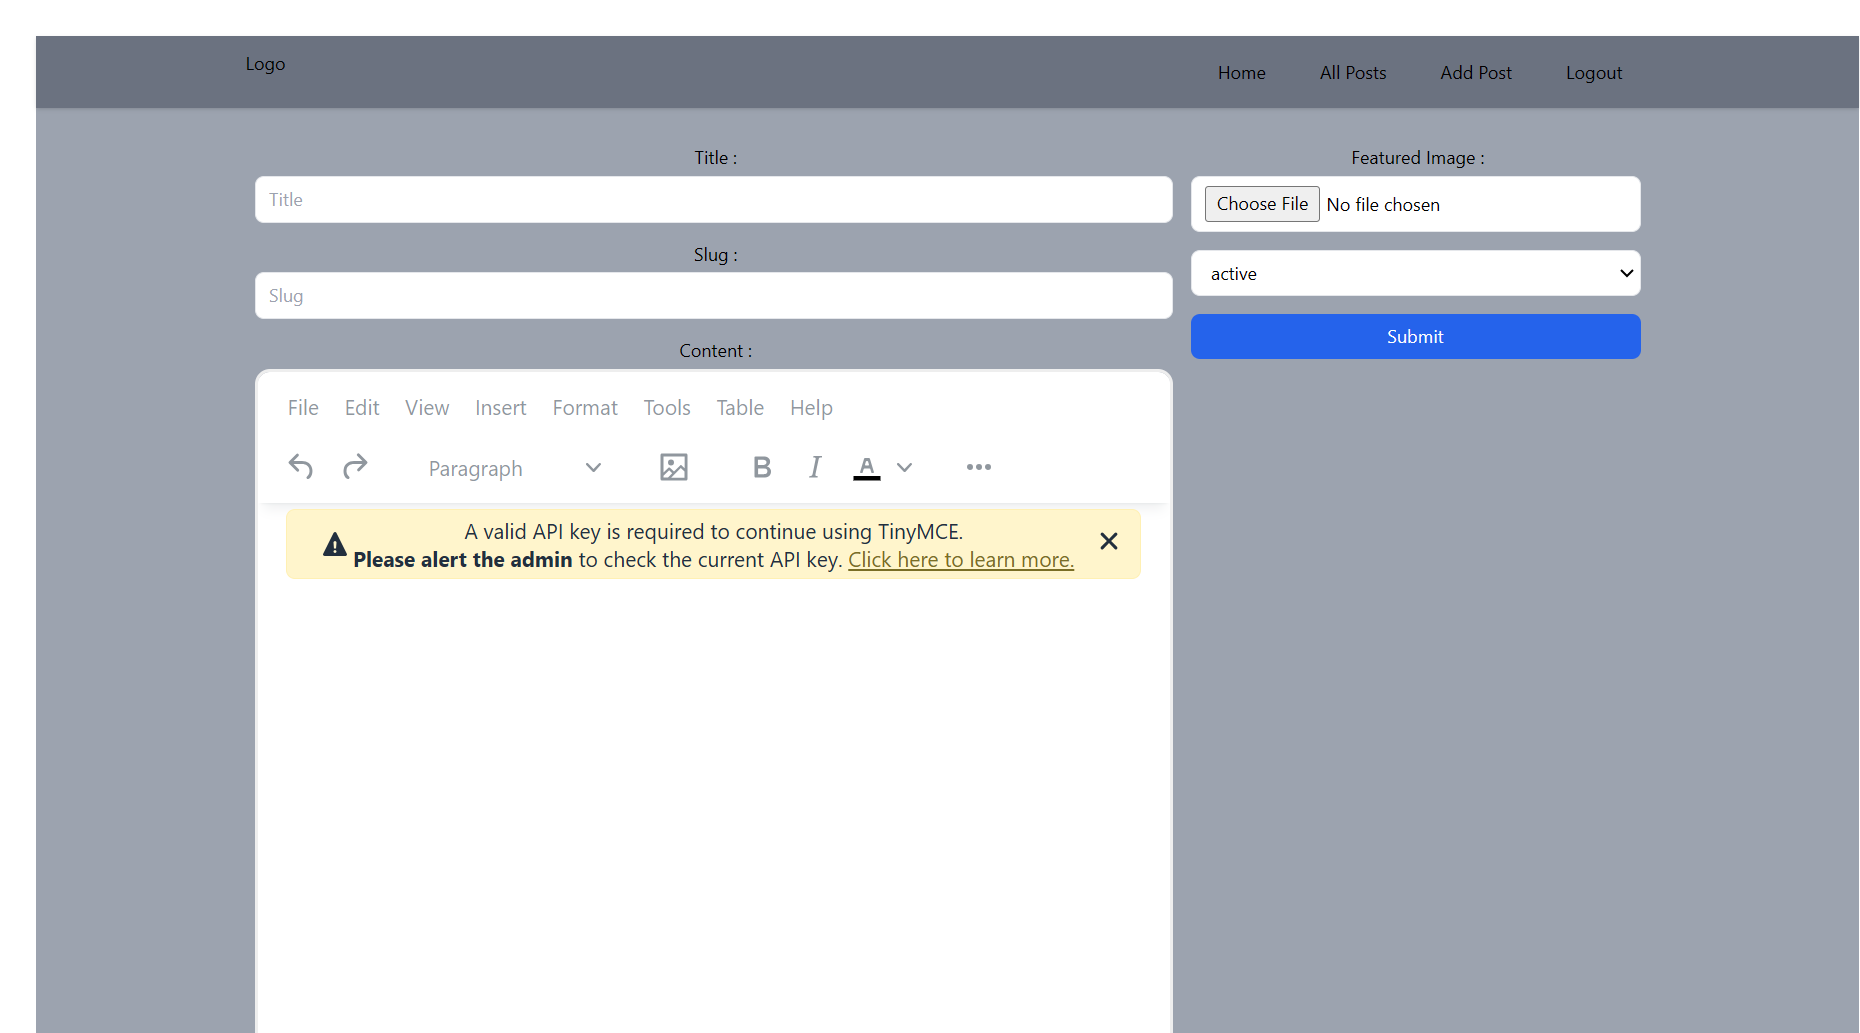 Logo
Home All Posts Add Post Logout
Title :
Title
Slug :
Slug
Content :
File Edit View Insert Format Tools Table Help
Paragraph B I A
A valid API key is required to continue using TinyMCE.
Please alert the admin to check the current API key. Click here to learn more.
Featured Image :
Choose File No file chosen
active
Submit